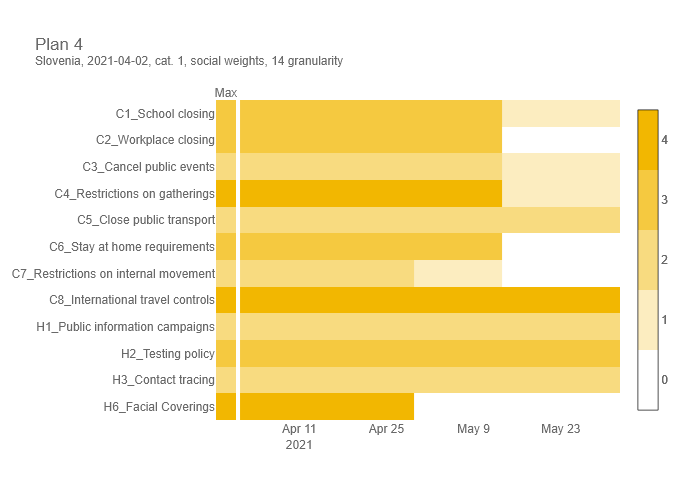 Plan 4
Slovenia, 2021-04-02, cat. 1, social weights, 14 granularity
Max
C1_School closing
C2_Workplace closing
C3_Cancel public events
C4_Restrictions on gatherings
C5_Close public transport
C6_Stay at home requirements
C7_Restrictions on internal movement
C8_International travel controls
H1_Public information campaigns
H2_Testing policy
H3_Contact tracing
H6_Facial Coverings
Apr 11 Apr 25 May 9 May 23
2021
4
3
2
1
0